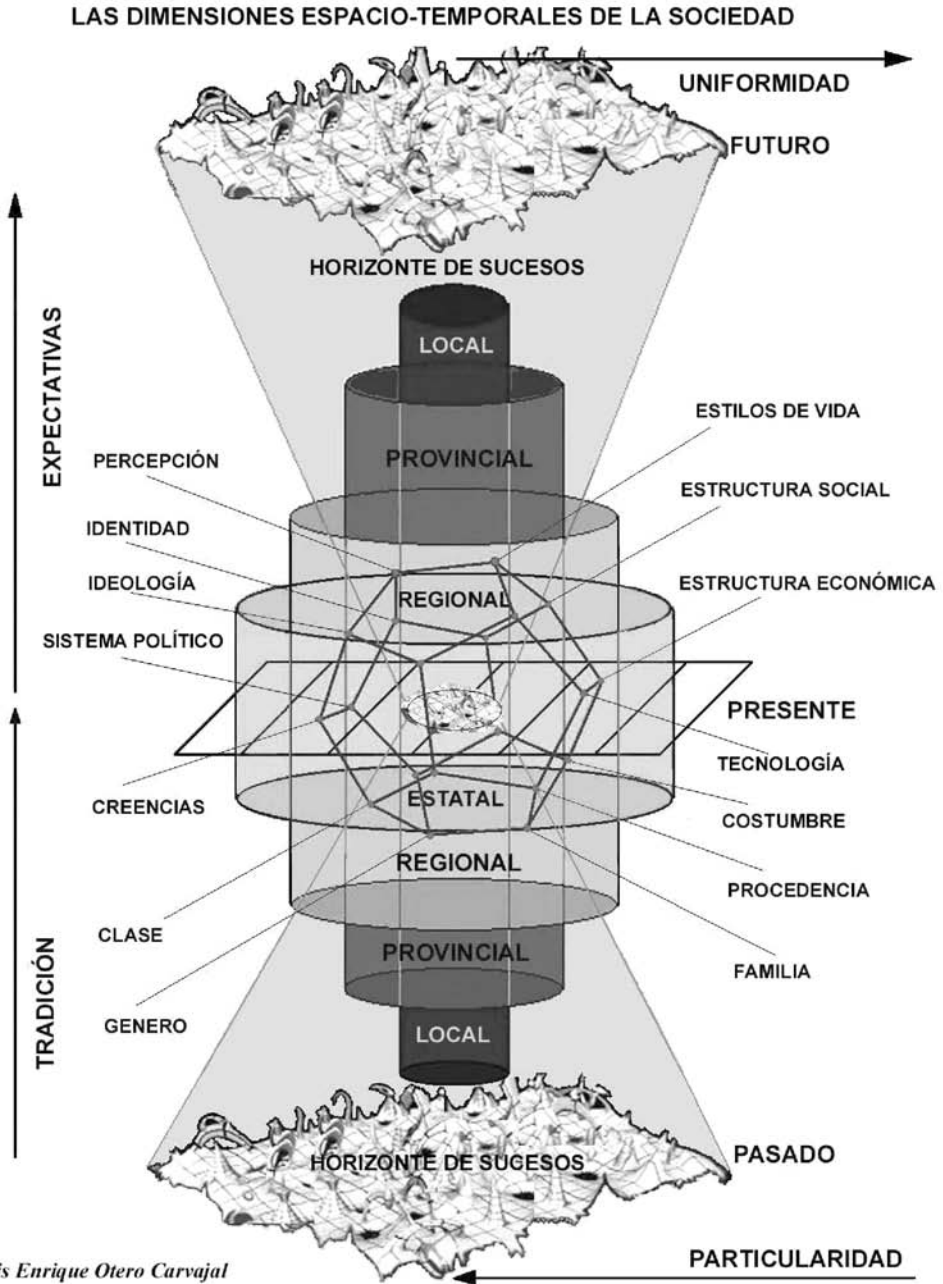 LAS DIMENSIONES ESPACIO-TEMPORALES DE LA SOCIEDAD
UNIFORMIDAD
FUTURO
HORIZONTE DE SUCESOS
EXPECTATIVAS
LOCAL
ESTILOS DE VIDA
PROVINCIAL
PERCEPCIÓN
ESTRUCTURA SOCIAL
IDENTIDAD
IDEOLOGÍA
REGIONAL
ESTRUCTURA ECONÓMICA
SISTEMA POLÍTICO
PRESENTE
TECNOLOGÍA
CREENCIAS
ESTATAL
COSTUMBRE
REGIONAL
PROCEDENCIA
CLASE
PROVINCIAL
FAMILIA
TRADICIÓN
GENERO
LOCAL
PASADO
HORIZONTE DE SUCESOS
PARTICULARIDAD
is Enrique Otero Carvajal